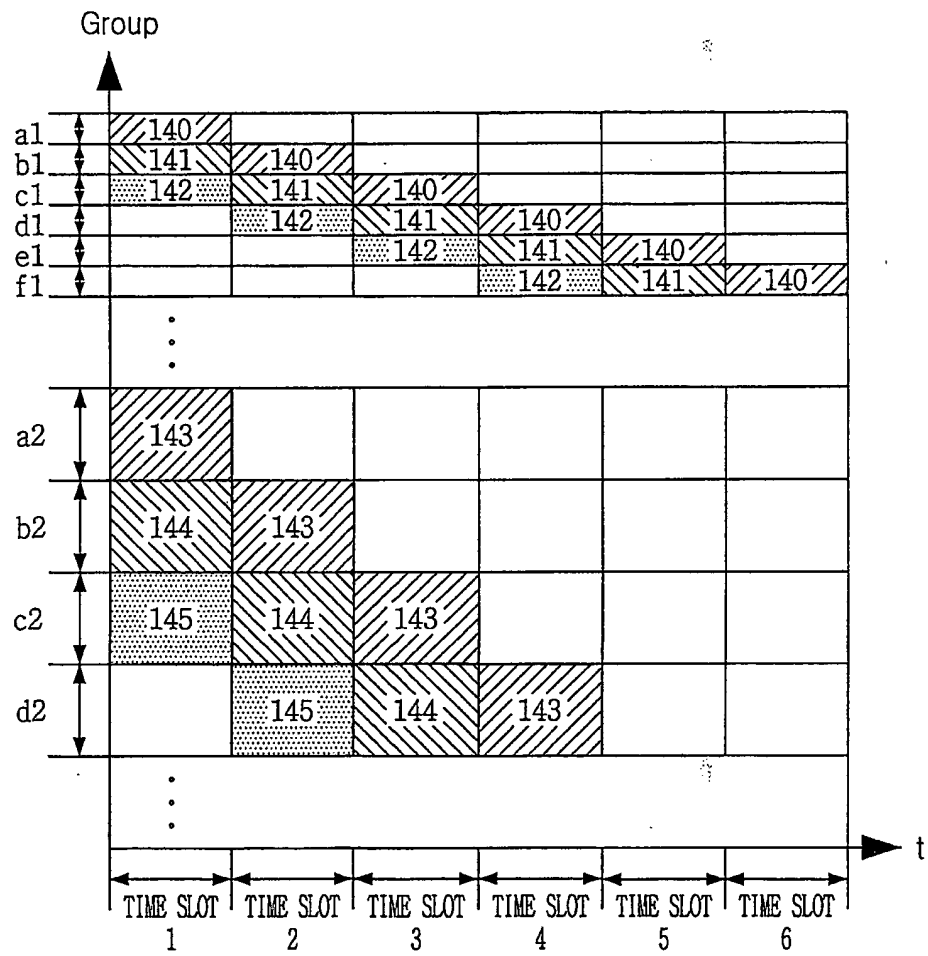 Group
a1 140
b1 141 140
c1 142 141 140
d1 142 141 140
e1 142 141 140
f1 142 141 140
a2 143
b2 144 143
c2 145 144 143
d2 145 144 143
t
TIME SLOT TIME SLOT TIME SLOT TIME SLOT TIME SLOT TIME SLOT
1 2 3 4 5 6